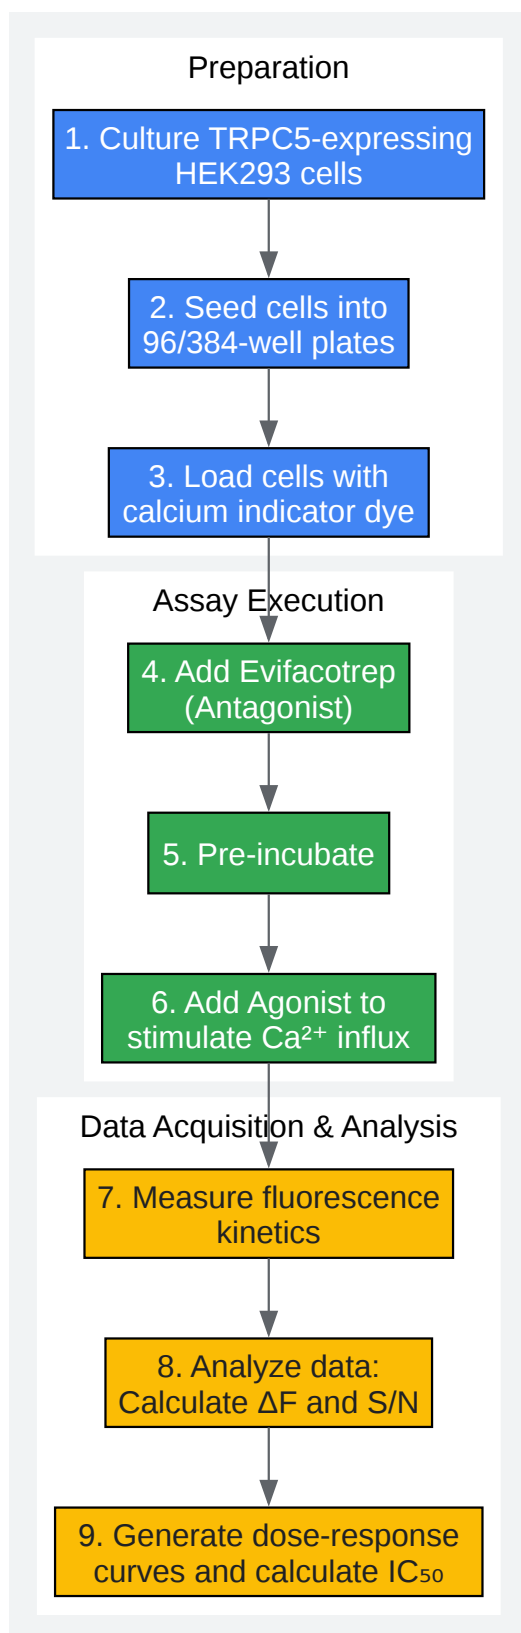 Preparation
1. Culture TRPC5-expressing
HEK293 cells
2. Seed cells into
96/384-well plates
3. Load cells with
calcium indicator dye
Assay Execution
4. Add Evifacotrep
(Antagonist)
5. Pre-incubate
6. Add Agonist to
stimulate Ca²⁺ influx
Data Acquisition & Analysis
7. Measure fluorescence
kinetics
8. Analyze data:
Calculate ΔF and S/N
9. Generate dose-response
curves and calculate IC₅₀